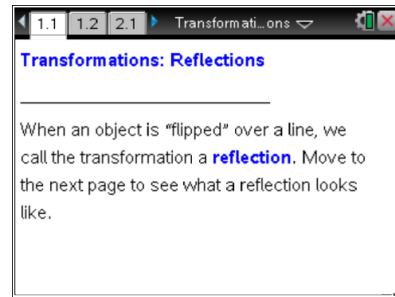 1.1 1.2 2.1 Transformati...ons
Transformations: Reflections
When an object is “flipped” over a line, we
call the transformation a reflection. Move to
the next page to see what a reflection looks
like.